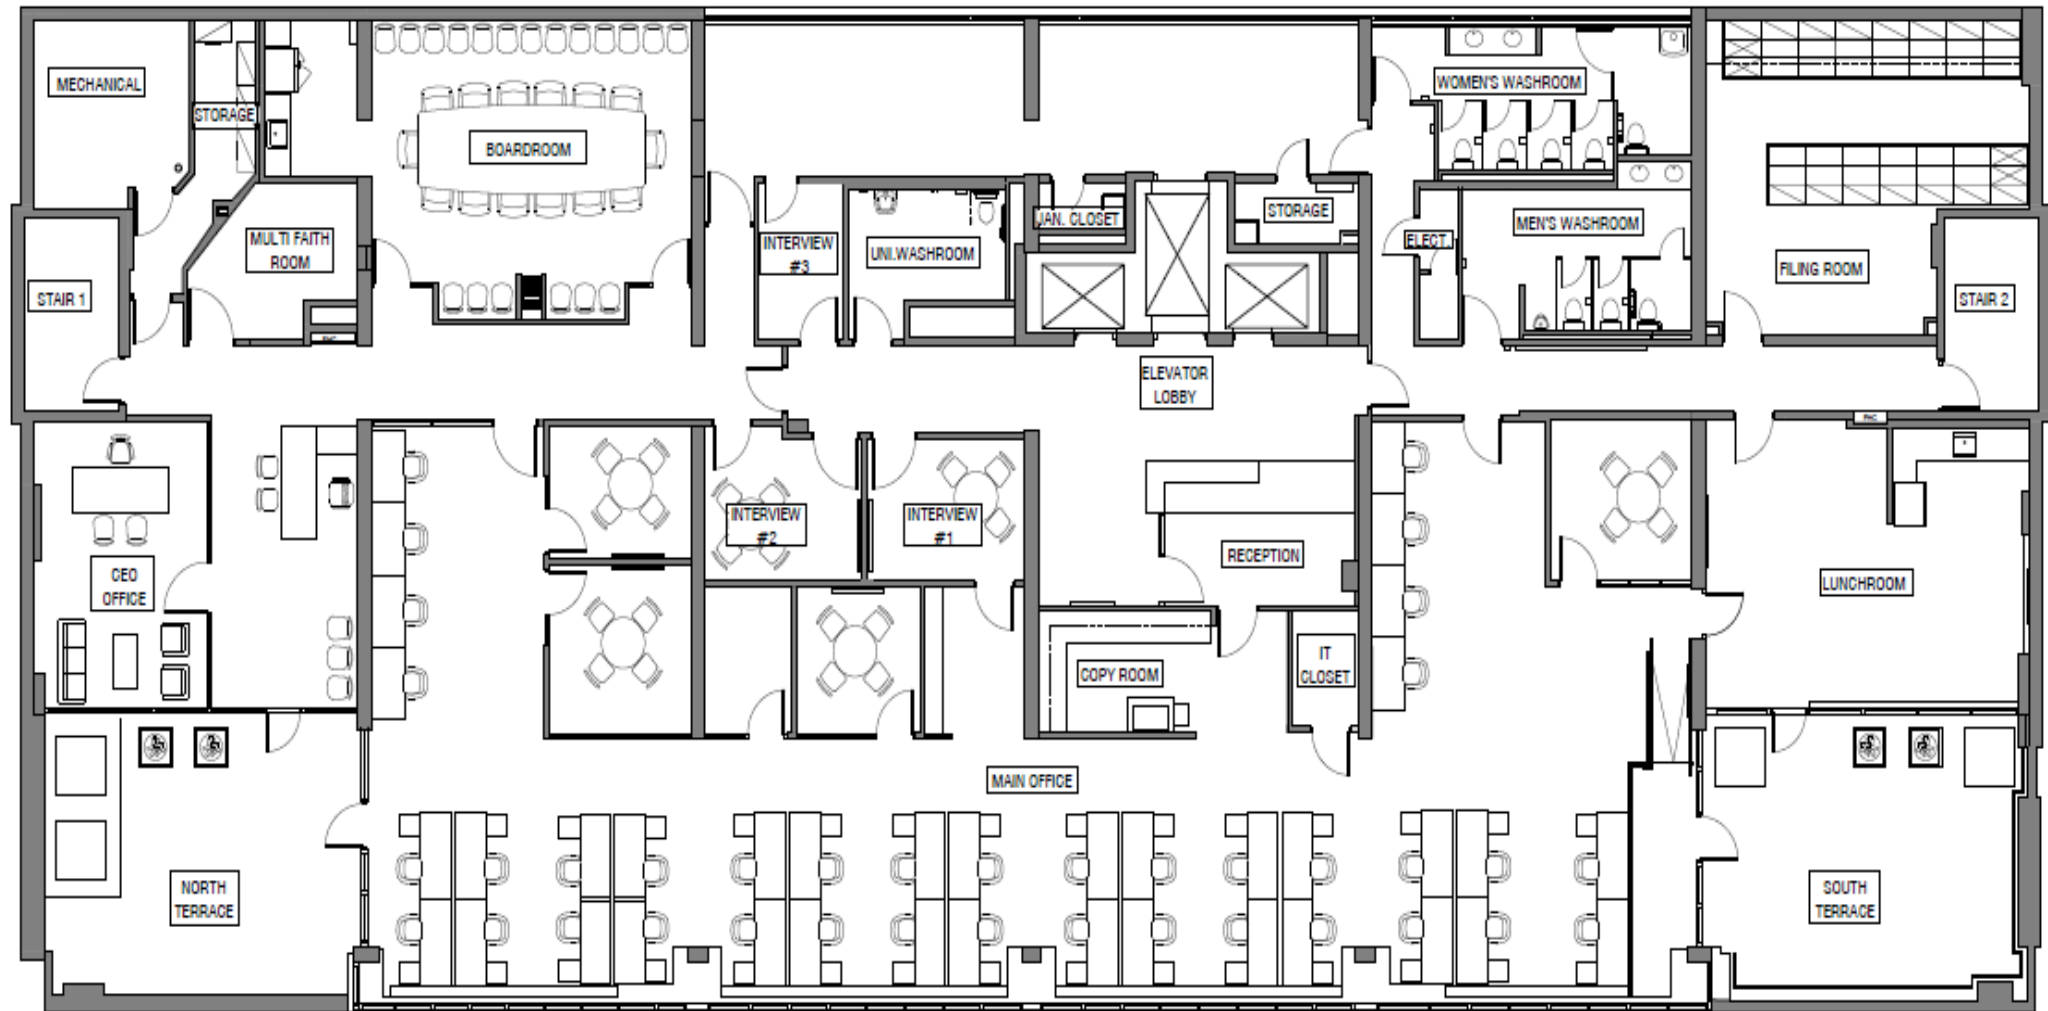 MECHANICAL
STORAGE
BOARDROOM
WOMEN'S WASHROOM
MULTI FAITH
ROOM
INTERVIEW
#3
UNI.WASHROOM
JAN. CLOSET
STORAGE
ELECT.
MEN'S WASHROOM
FILING ROOM
STAIR 1
STAIR 2
ELEVATOR
LOBBY
CEO
OFFICE
INTERVIEW
#2
INTERVIEW
#1
RECEPTION
LUNCHROOM
COPY ROOM
IT
CLOSET
MAIN OFFICE
NORTH
TERRACE
SOUTH
TERRACE